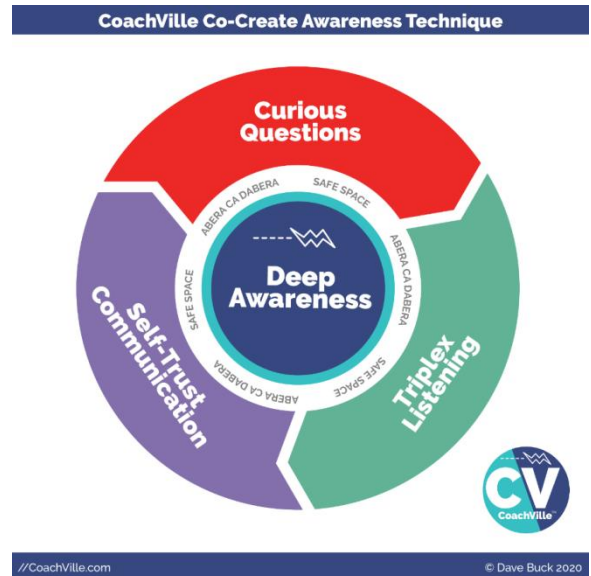 CoachVille Co-Create Awareness Technique
Curious
Questions
ABERA CA DABERA
SAFE SPACE
ABERA CA DABERA
SAFE SPACE
ABERA CA DABERA
SAFE SPACE
Deep
Awareness
Triplex
Listening
Self-Trust
Communication
CV
CoachVille™
//CoachVille.com
© Dave Buck 2020